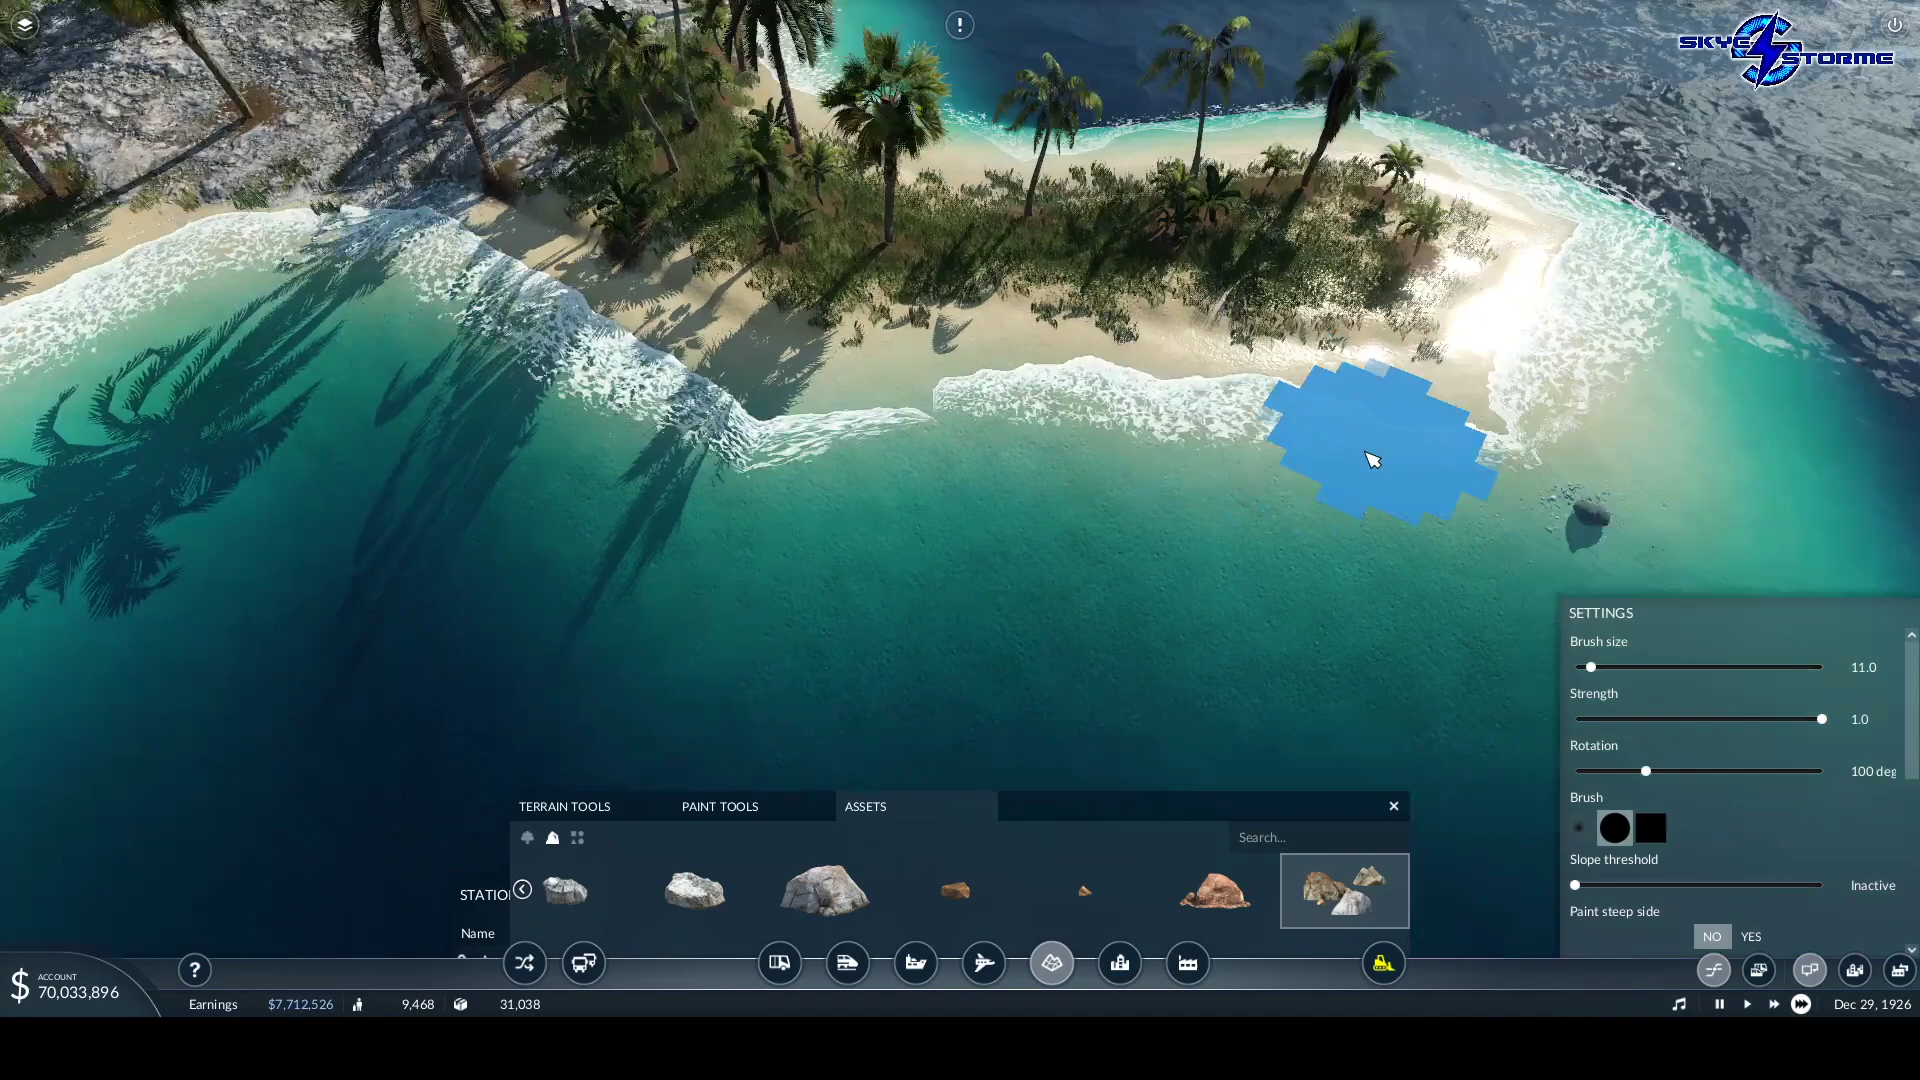 SKYE STORME
SETTINGS
Brush size
11.0
Strength
1.0
Rotation
100 deg
Brush
Slope threshold
Inactive
Paint steep side
NO YES
TERRAIN TOOLS PAINT TOOLS ASSETS
Search...
Name
?
ACCOUNT
$ 70,033,896
Earnings $7,712,526 9,468 31,038
Dec 29, 1926